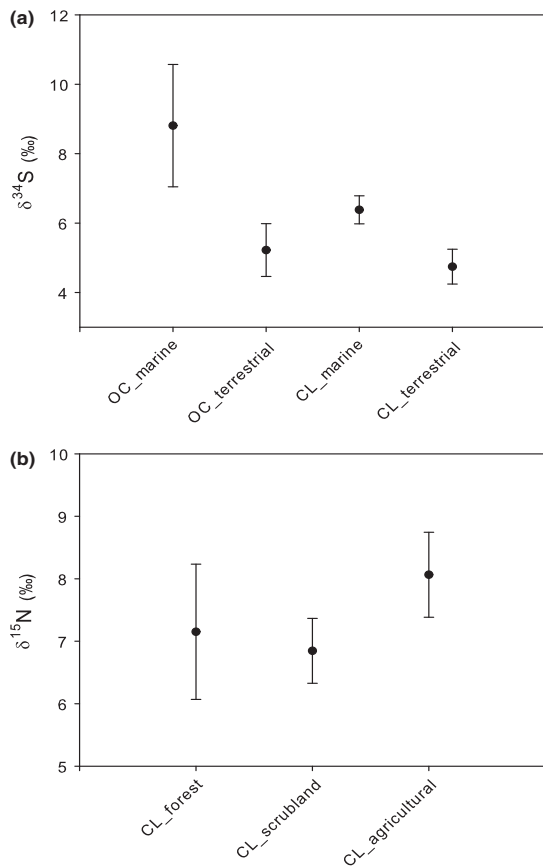 (a)
12
10
8
6
4
δ³⁴S (‰)
OC_marine
OC_terrestrial
CL_marine
CL_terrestrial
(b)
10
9
8
7
6
5
δ¹⁵N (‰)
CL_forest
CL_scrubland
CL_agricultural